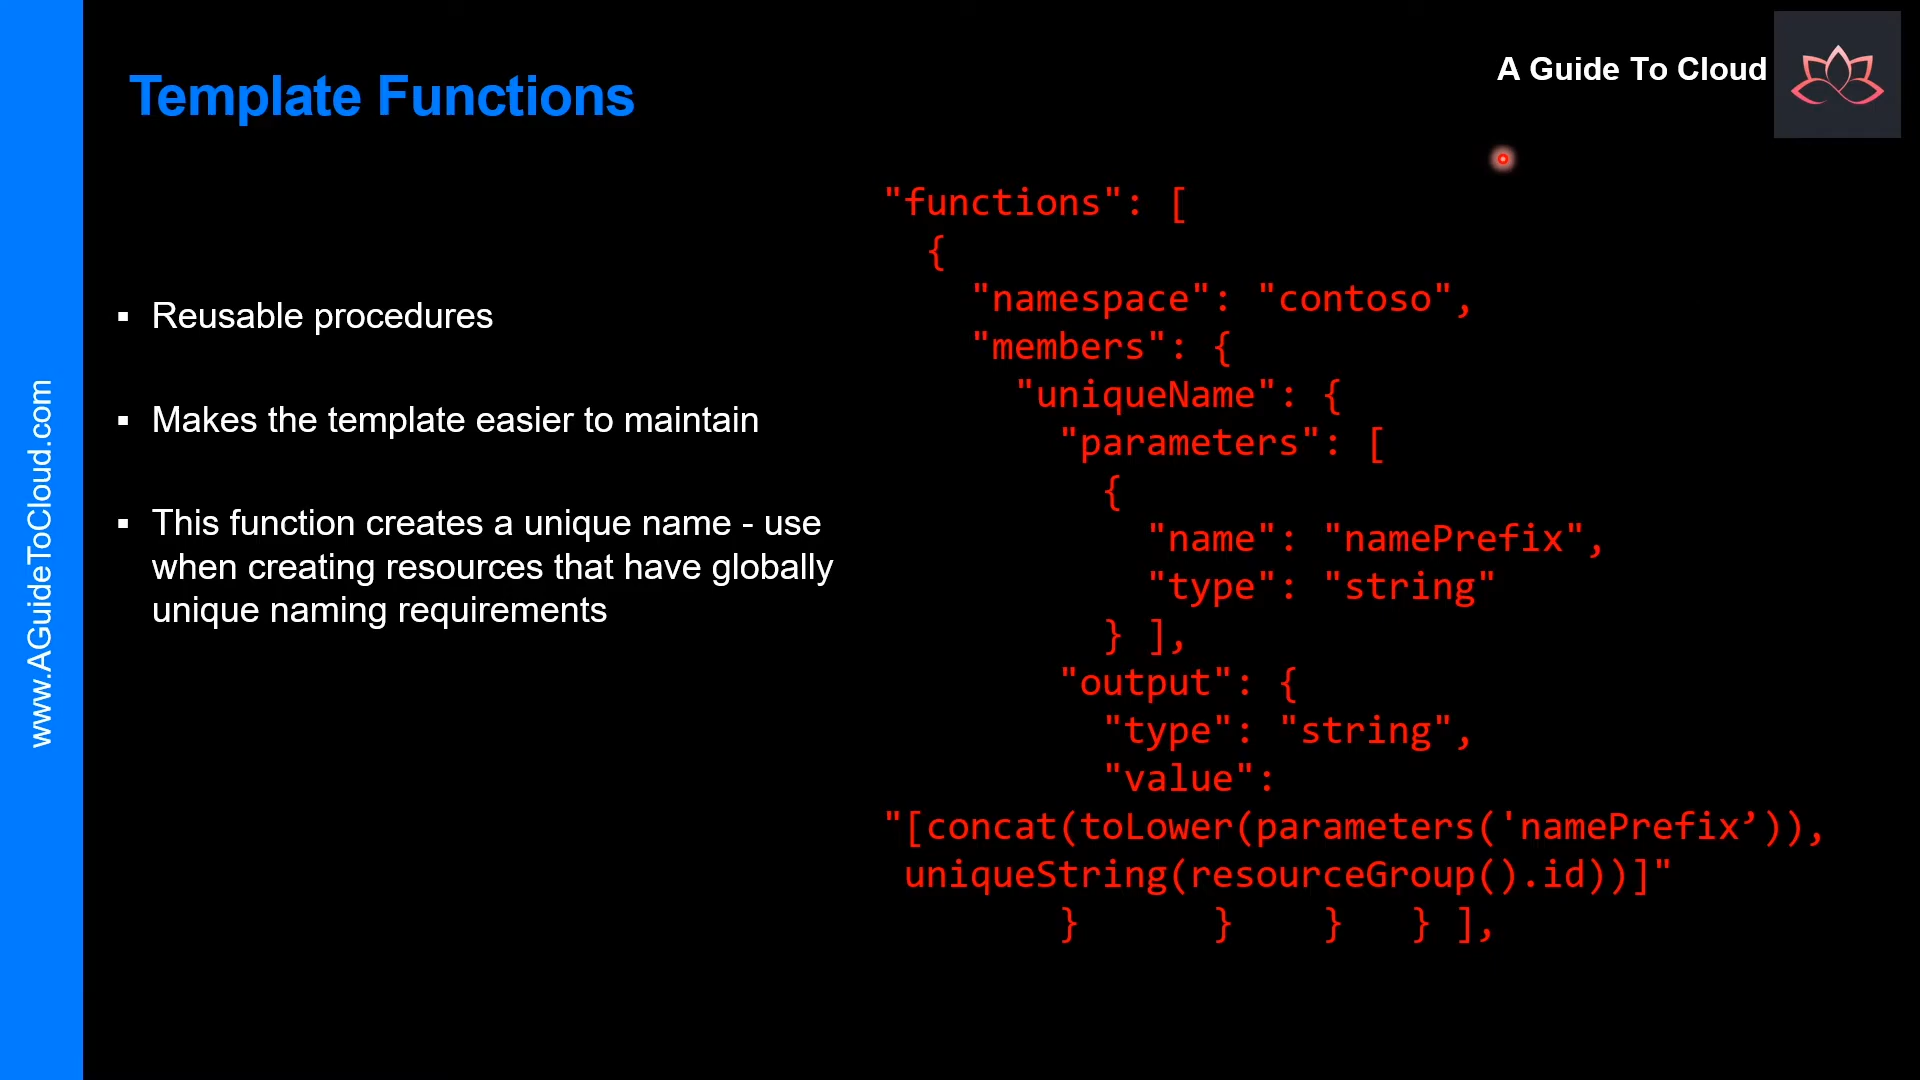 Template Functions
A Guide To Cloud
www.AGuideToCloud.com
▪ Reusable procedures
▪ Makes the template easier to maintain
▪ This function creates a unique name - use
when creating resources that have globally
unique naming requirements
"functions": [
{
"namespace": "contoso",
"members": {
"uniqueName": {
"parameters": [
{
"name": "namePrefix",
"type": "string"
} ],
"output": {
"type": "string",
"value":
"[concat(toLower(parameters('namePrefix’)),
uniqueString(resourceGroup().id))]"
} } } } ],